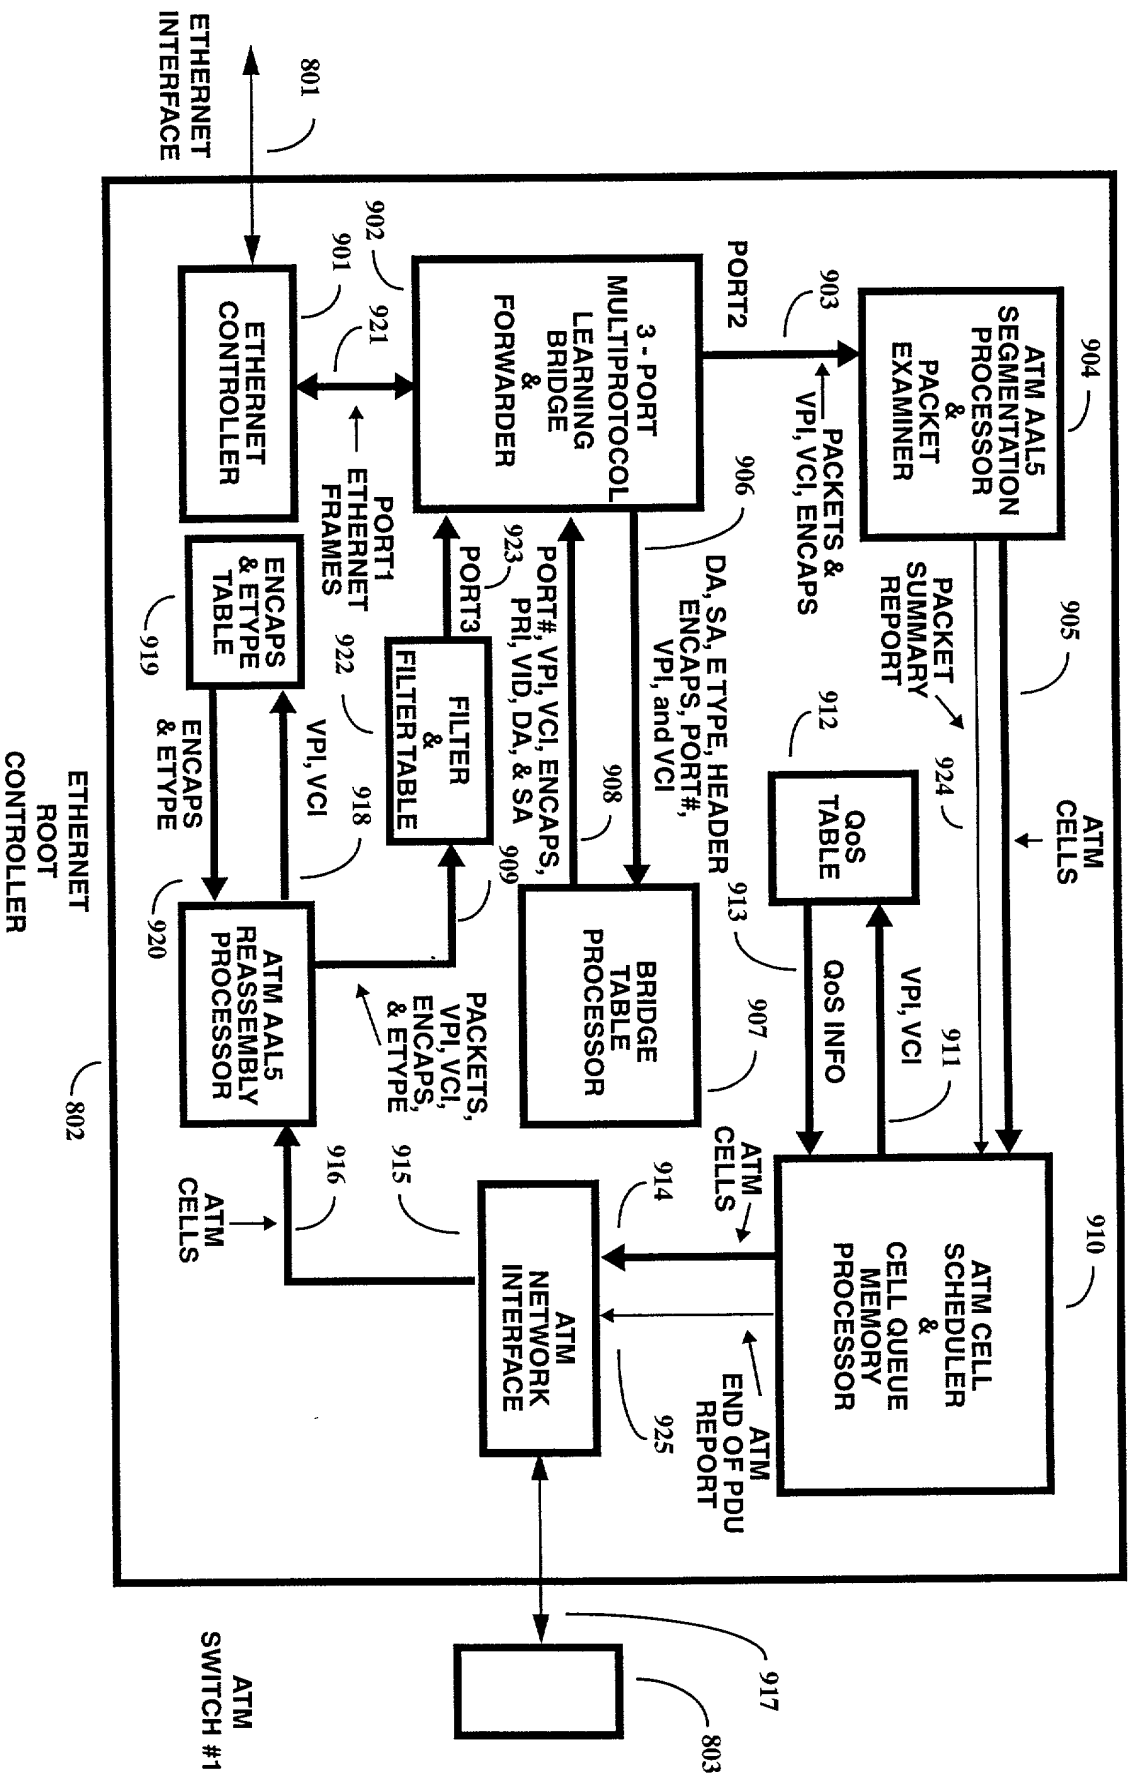 ETHERNET
INTERFACE
801
904
ATM AAL5
SEGMENTATION
PROCESSOR
&
PACKET
EXAMINER
905
ATM
CELLS
910
ATM CELL
SCHEDULER
&
CELL QUEUE
MEMORY
PROCESSOR
PACKET
SUMMARY
REPORT
924
903
PORT2
PACKETS &
VPI, VCI, ENCAPS
912
QoS
TABLE
911
VPI, VCI
913
QoS INFO
902
3 - PORT
MULTIPROTOCOL
LEARNING
BRIDGE
&
FORWARDER
906
DA, SA, E TYPE, HEADER
ENCAPS, PORT#,
VPI, and VCI
907
BRIDGE
TABLE
PROCESSOR
908
PORT#, VPI, VCI, ENCAPS,
PRI, VID, DA, & SA
914
ATM
CELLS
925
ATM
END OF PDU
REPORT
923
PORT3
922
FILTER
&
FILTER TABLE
909
PACKETS,
VPI, VCI,
ENCAPS,
& ETYPE
915
ATM
NETWORK
INTERFACE
917
803
ATM
SWITCH #1
921
PORT1
ETHERNET
FRAMES
901
ETHERNET
CONTROLLER
ENCAPS
& ETYPE
TABLE
919
918
VPI, VCI
ENCAPS
& ETYPE
920
ATM AAL5
REASSEMBLY
PROCESSOR
916
ATM
CELLS
802
ETHERNET
ROOT
CONTROLLER